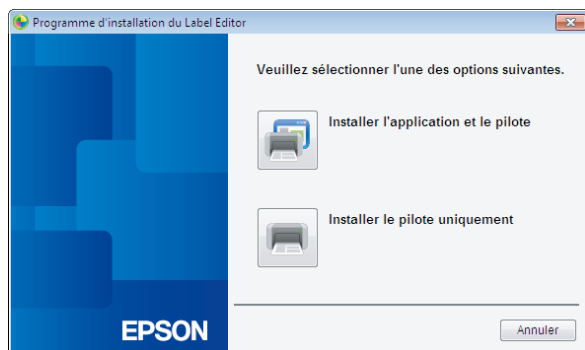 Programme d'installation du Label Editor
Veuillez sélectionner l'une des options suivantes.
Installer l'application et le pilote
Installer le pilote uniquement
EPSON
Annuler